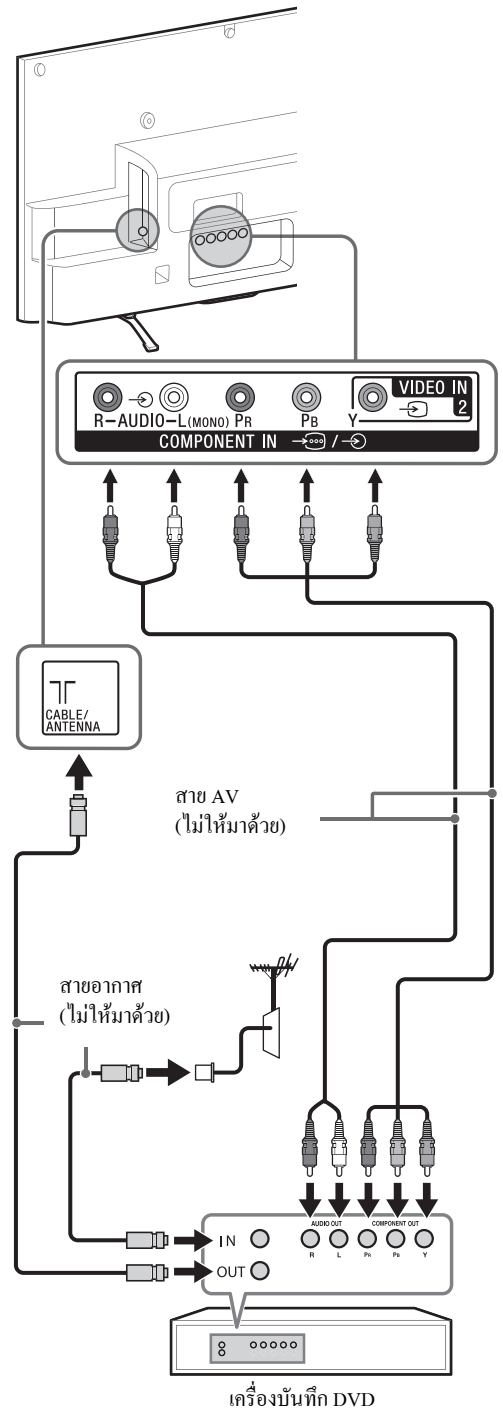 VIDEO IN
2
R-AUDIO-L(MONO) PR PB Y
COMPONENT IN /
CABLE/
ANTENNA
สาย AV
(ไม่ให้มาด้วย)
สายอากาศ
(ไม่ให้มาด้วย)
AUDIO OUT COMPONENT OUT
IN
R L PR PB Y
OUT
เครื่องบันทึก DVD